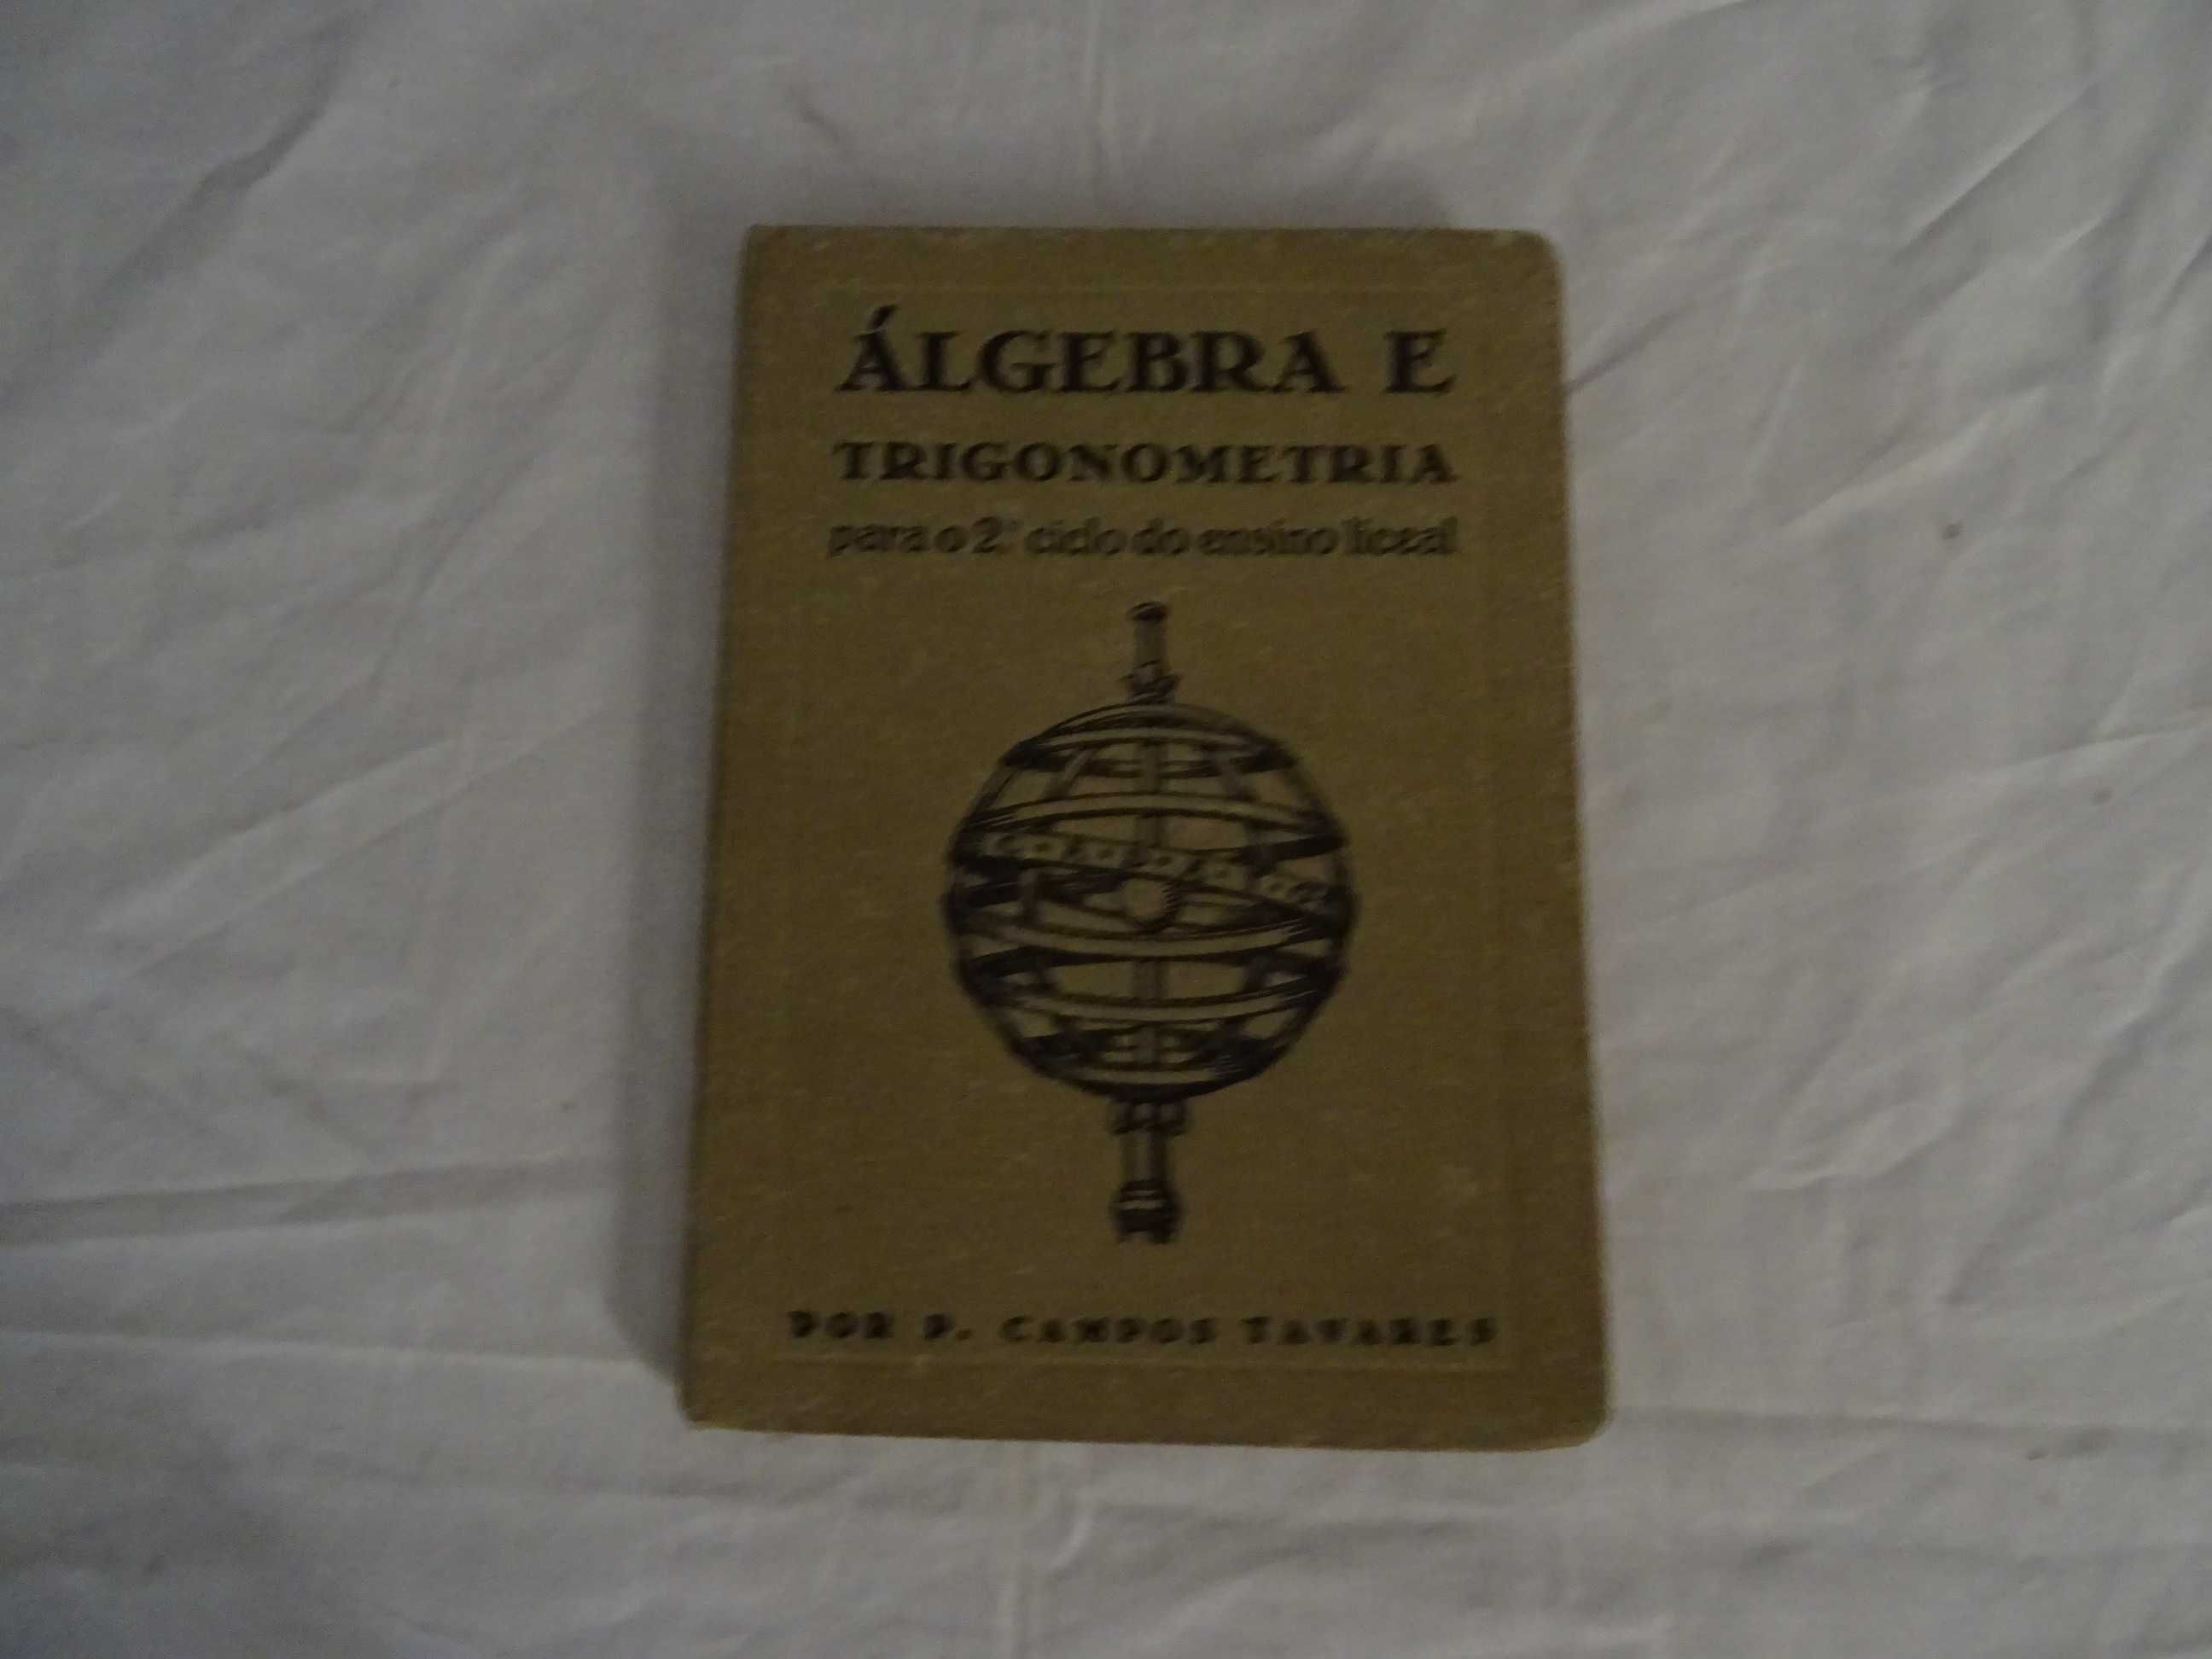 ÁLGEBRA E
TRIGONOMETRIA
para o 2.º ciclo do ensino liceal
POR P. CAMPOS TAVARES